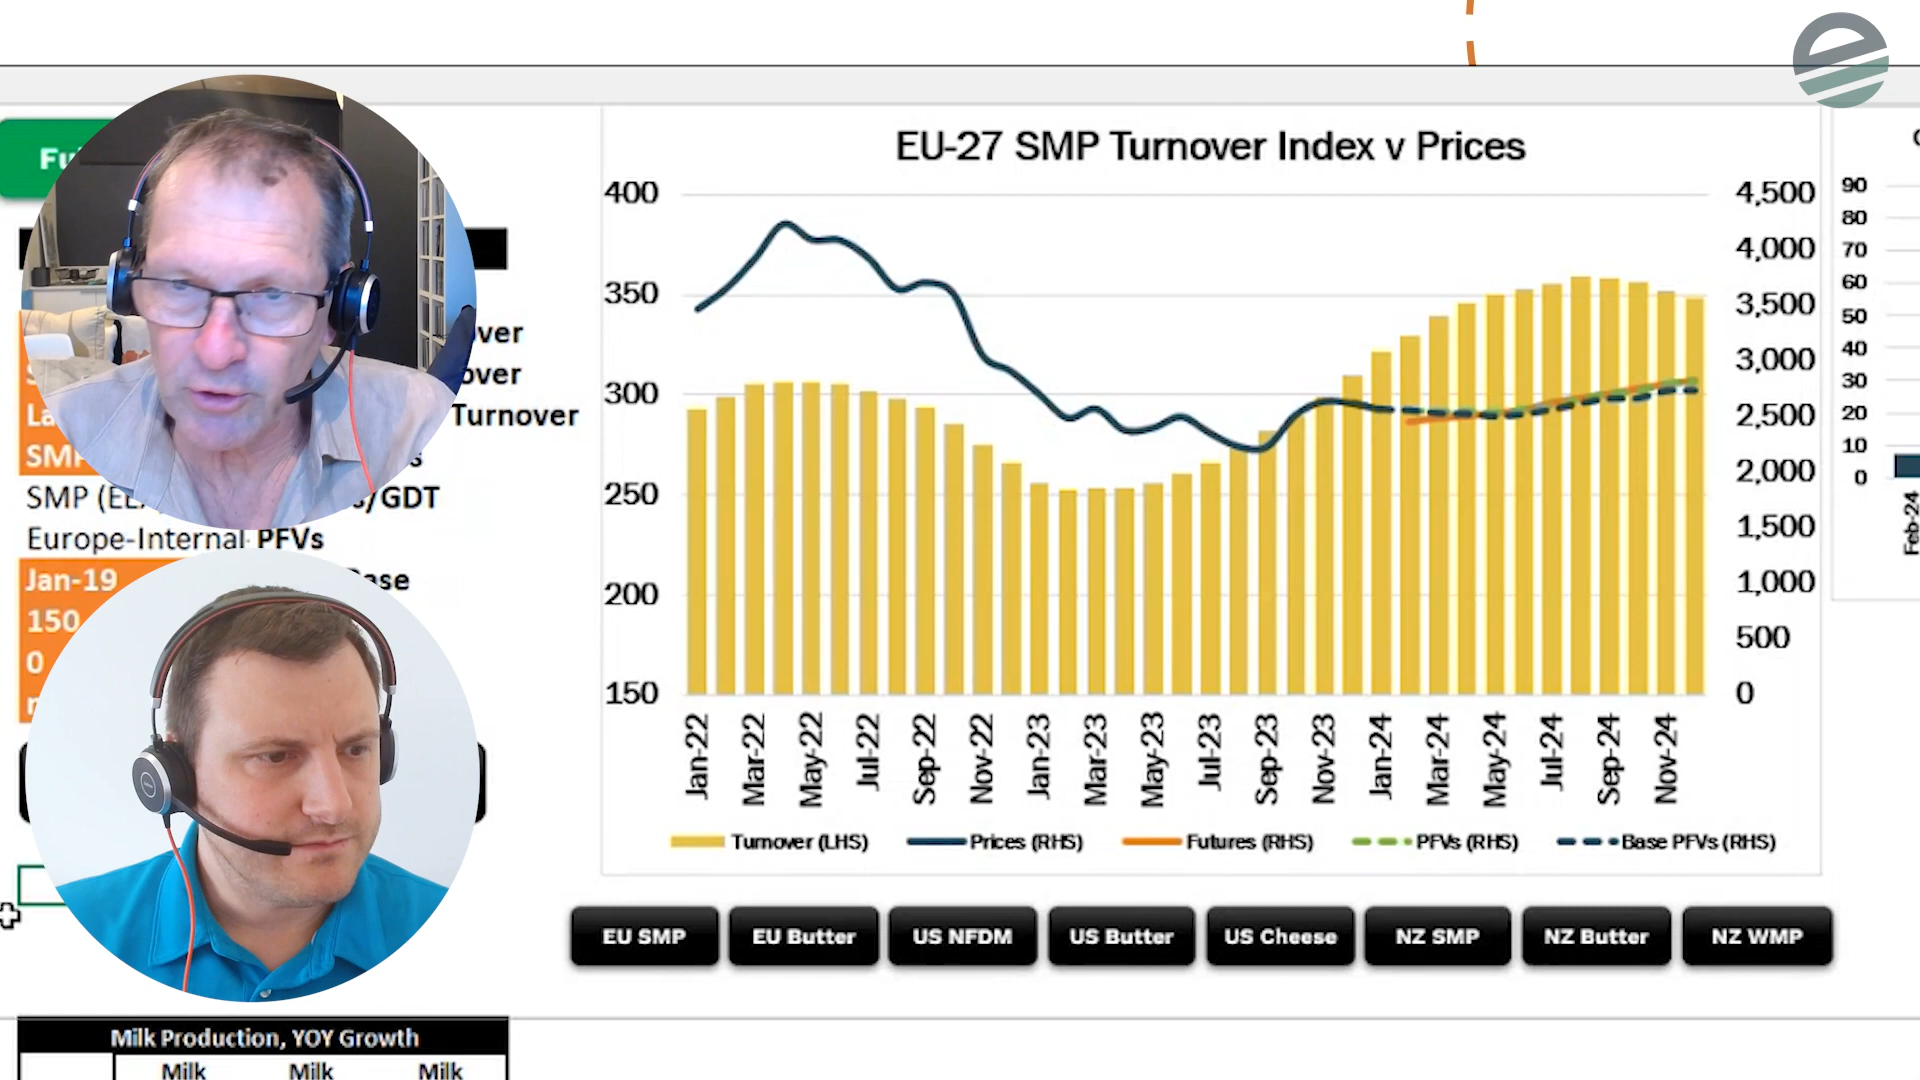 EU-27 SMP Turnover Index v Prices
400
350
300
250
200
150
4,500
4,000
3,500
3,000
2,500
2,000
1,500
1,000
500
0
Jan-22
Mar-22
May-22
Jul-22
Sep-22
Nov-22
Jan-23
Mar-23
May-23
Jul-23
Sep-23
Nov-23
Jan-24
Mar-24
May-24
Jul-24
Sep-24
Nov-24
Turnover (LHS)
Prices (RHS)
Futures (RHS)
PFVs (RHS)
Base PFVs (RHS)
90
80
70
60
50
40
30
20
10
0
Feb-24
Turnover
SMP
SMP
/GDT
Europe-Internal PFVs
Jan-19
150
0
EU SMP
EU Butter
US NFDM
US Butter
US Cheese
NZ SMP
NZ Butter
NZ WMP
Milk Production, YOY Growth
Milk
Milk
Milk